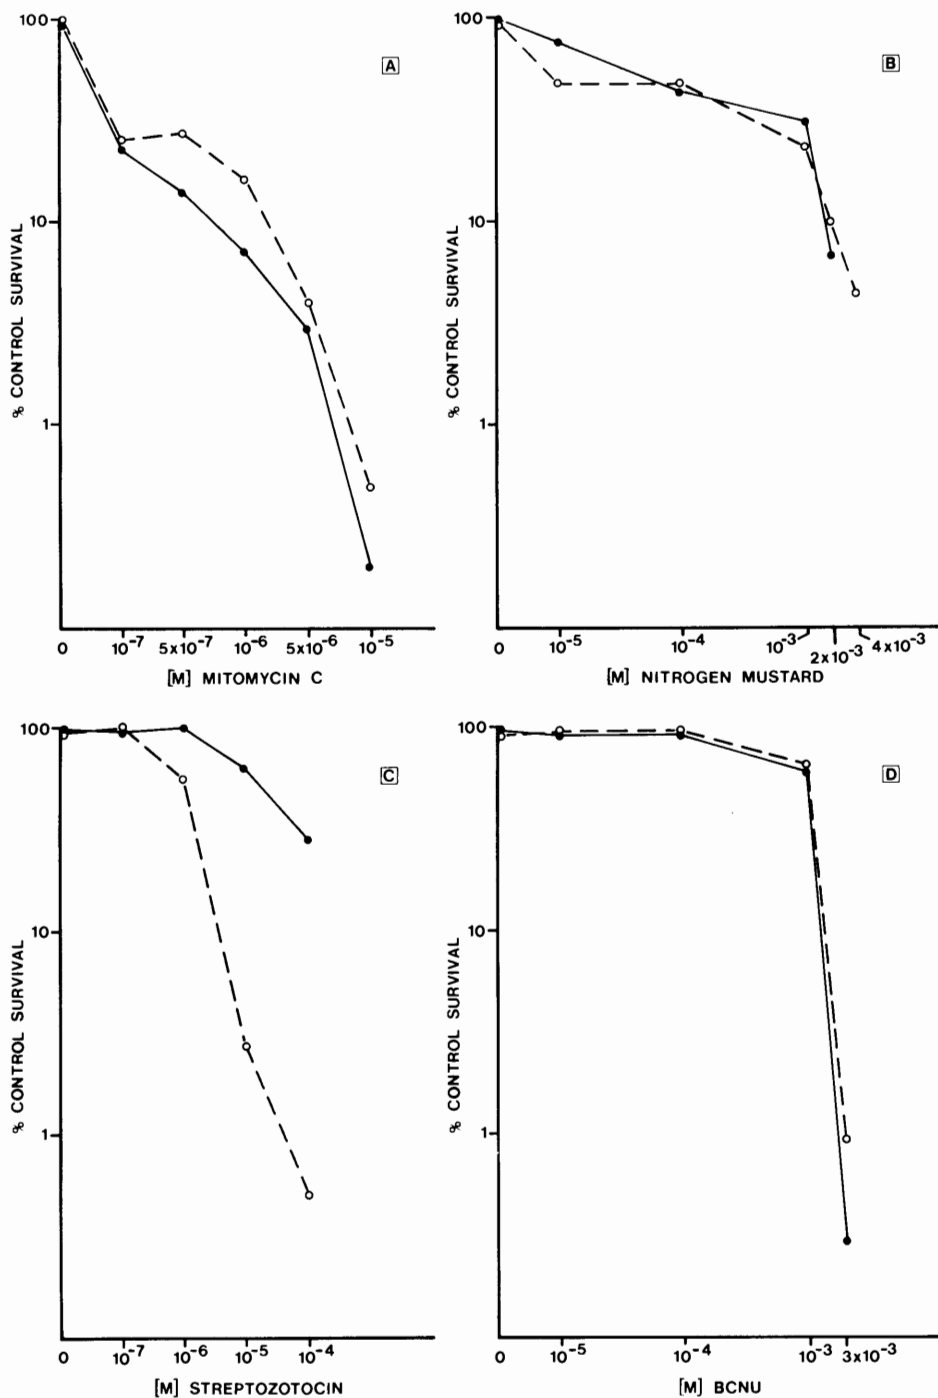 A
100
10
1
% CONTROL SURVIVAL
0 10⁻⁷ 5x10⁻⁷ 10⁻⁶ 5x10⁻⁶ 10⁻⁵
[M] MITOMYCIN C
B
100
10
1
% CONTROL SURVIVAL
0 10⁻⁵ 10⁻⁴ 10⁻³ 2x10⁻³ 4x10⁻³
[M] NITROGEN MUSTARD
C
100
10
1
% CONTROL SURVIVAL
0 10⁻⁷ 10⁻⁶ 10⁻⁵ 10⁻⁴
[M] STREPTOZOTOCIN
D
100
10
1
% CONTROL SURVIVAL
0 10⁻⁵ 10⁻⁴ 10⁻³ 3x10⁻³
[M] BCNU